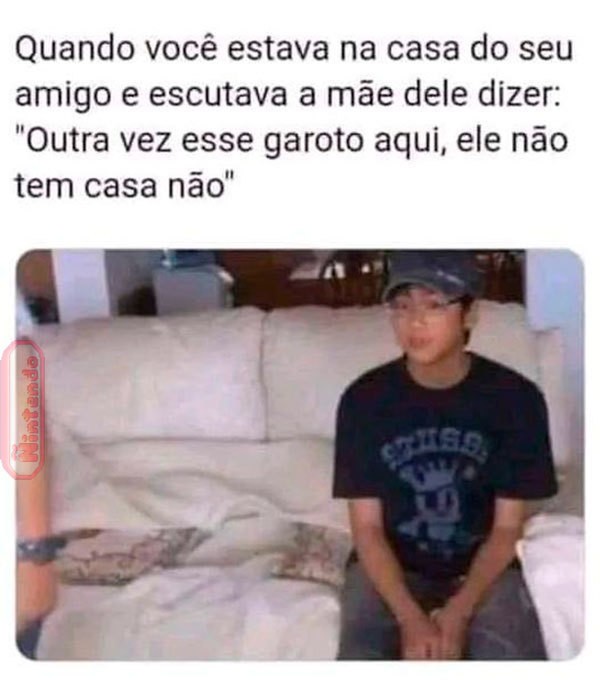 Quando você estava na casa do seu
amigo e escutava a mãe dele dizer:
"Outra vez esse garoto aqui, ele não
tem casa não"
Nintendo